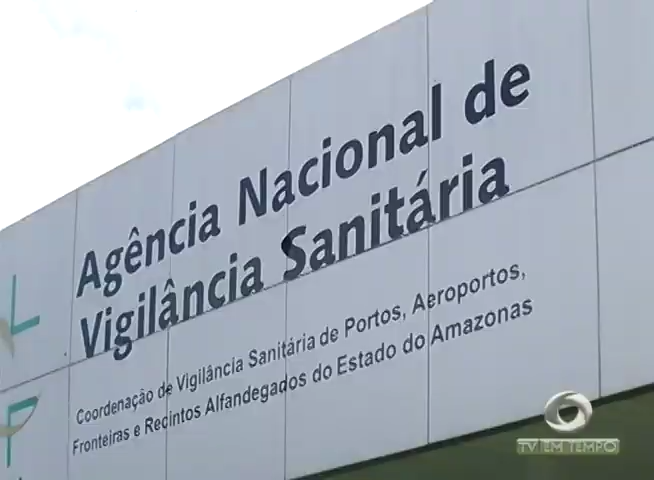 Agência Nacional de
Vigilância Sanitária
Coordenação de Vigilância Sanitária de Portos, Aeroportos,
Fronteiras e Recintos Alfandegados do Estado do Amazonas
TV EM TEMPO